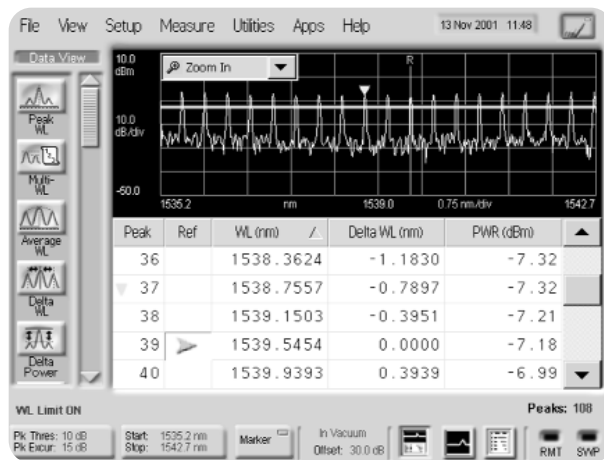 File View Setup Measure Utilities Apps Help 13 Nov 2001 11:48
Data View
10.0
dBm
Zoom In
R
10.0
dB/div
-50.0
1535.2 nm 1539.0 0.75 nm/div 1542.7
Peak
WL
Multi-
WL
Average
WL
Delta
WL
Delta
Power
Peak Ref WL (nm) Delta WL (nm) PWR (dBm)
36 1538.3624 -1.1830 -7.32
37 1538.7557 -0.7897 -7.32
38 1539.1503 -0.3951 -7.21
39 1539.5454 0.0000 -7.18
40 1539.9393 0.3939 -6.99
WL Limit ON Peaks: 108
Pk Thres: 10 dB
Pk Excur: 15 dB
Start: 1535.2 nm
Stop: 1542.7 nm
Marker
In Vacuum
Offset: 30.0 dB
RMT SWP